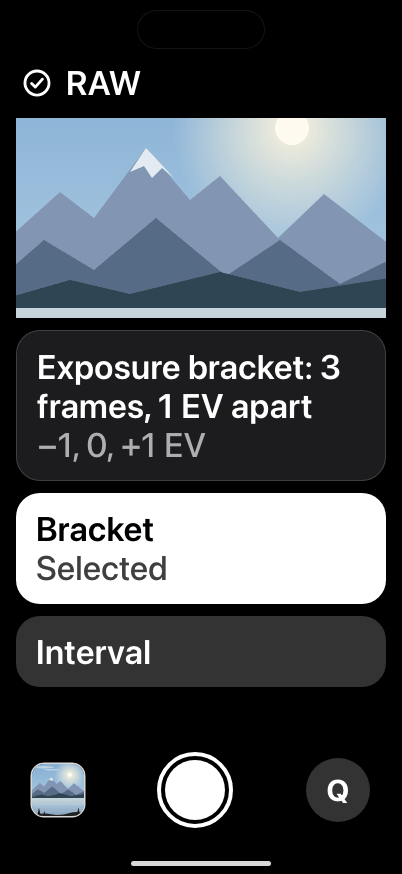 RAW
Exposure bracket: 3
frames, 1 EV apart
−1, 0, +1 EV
Bracket
Selected
Interval
Q